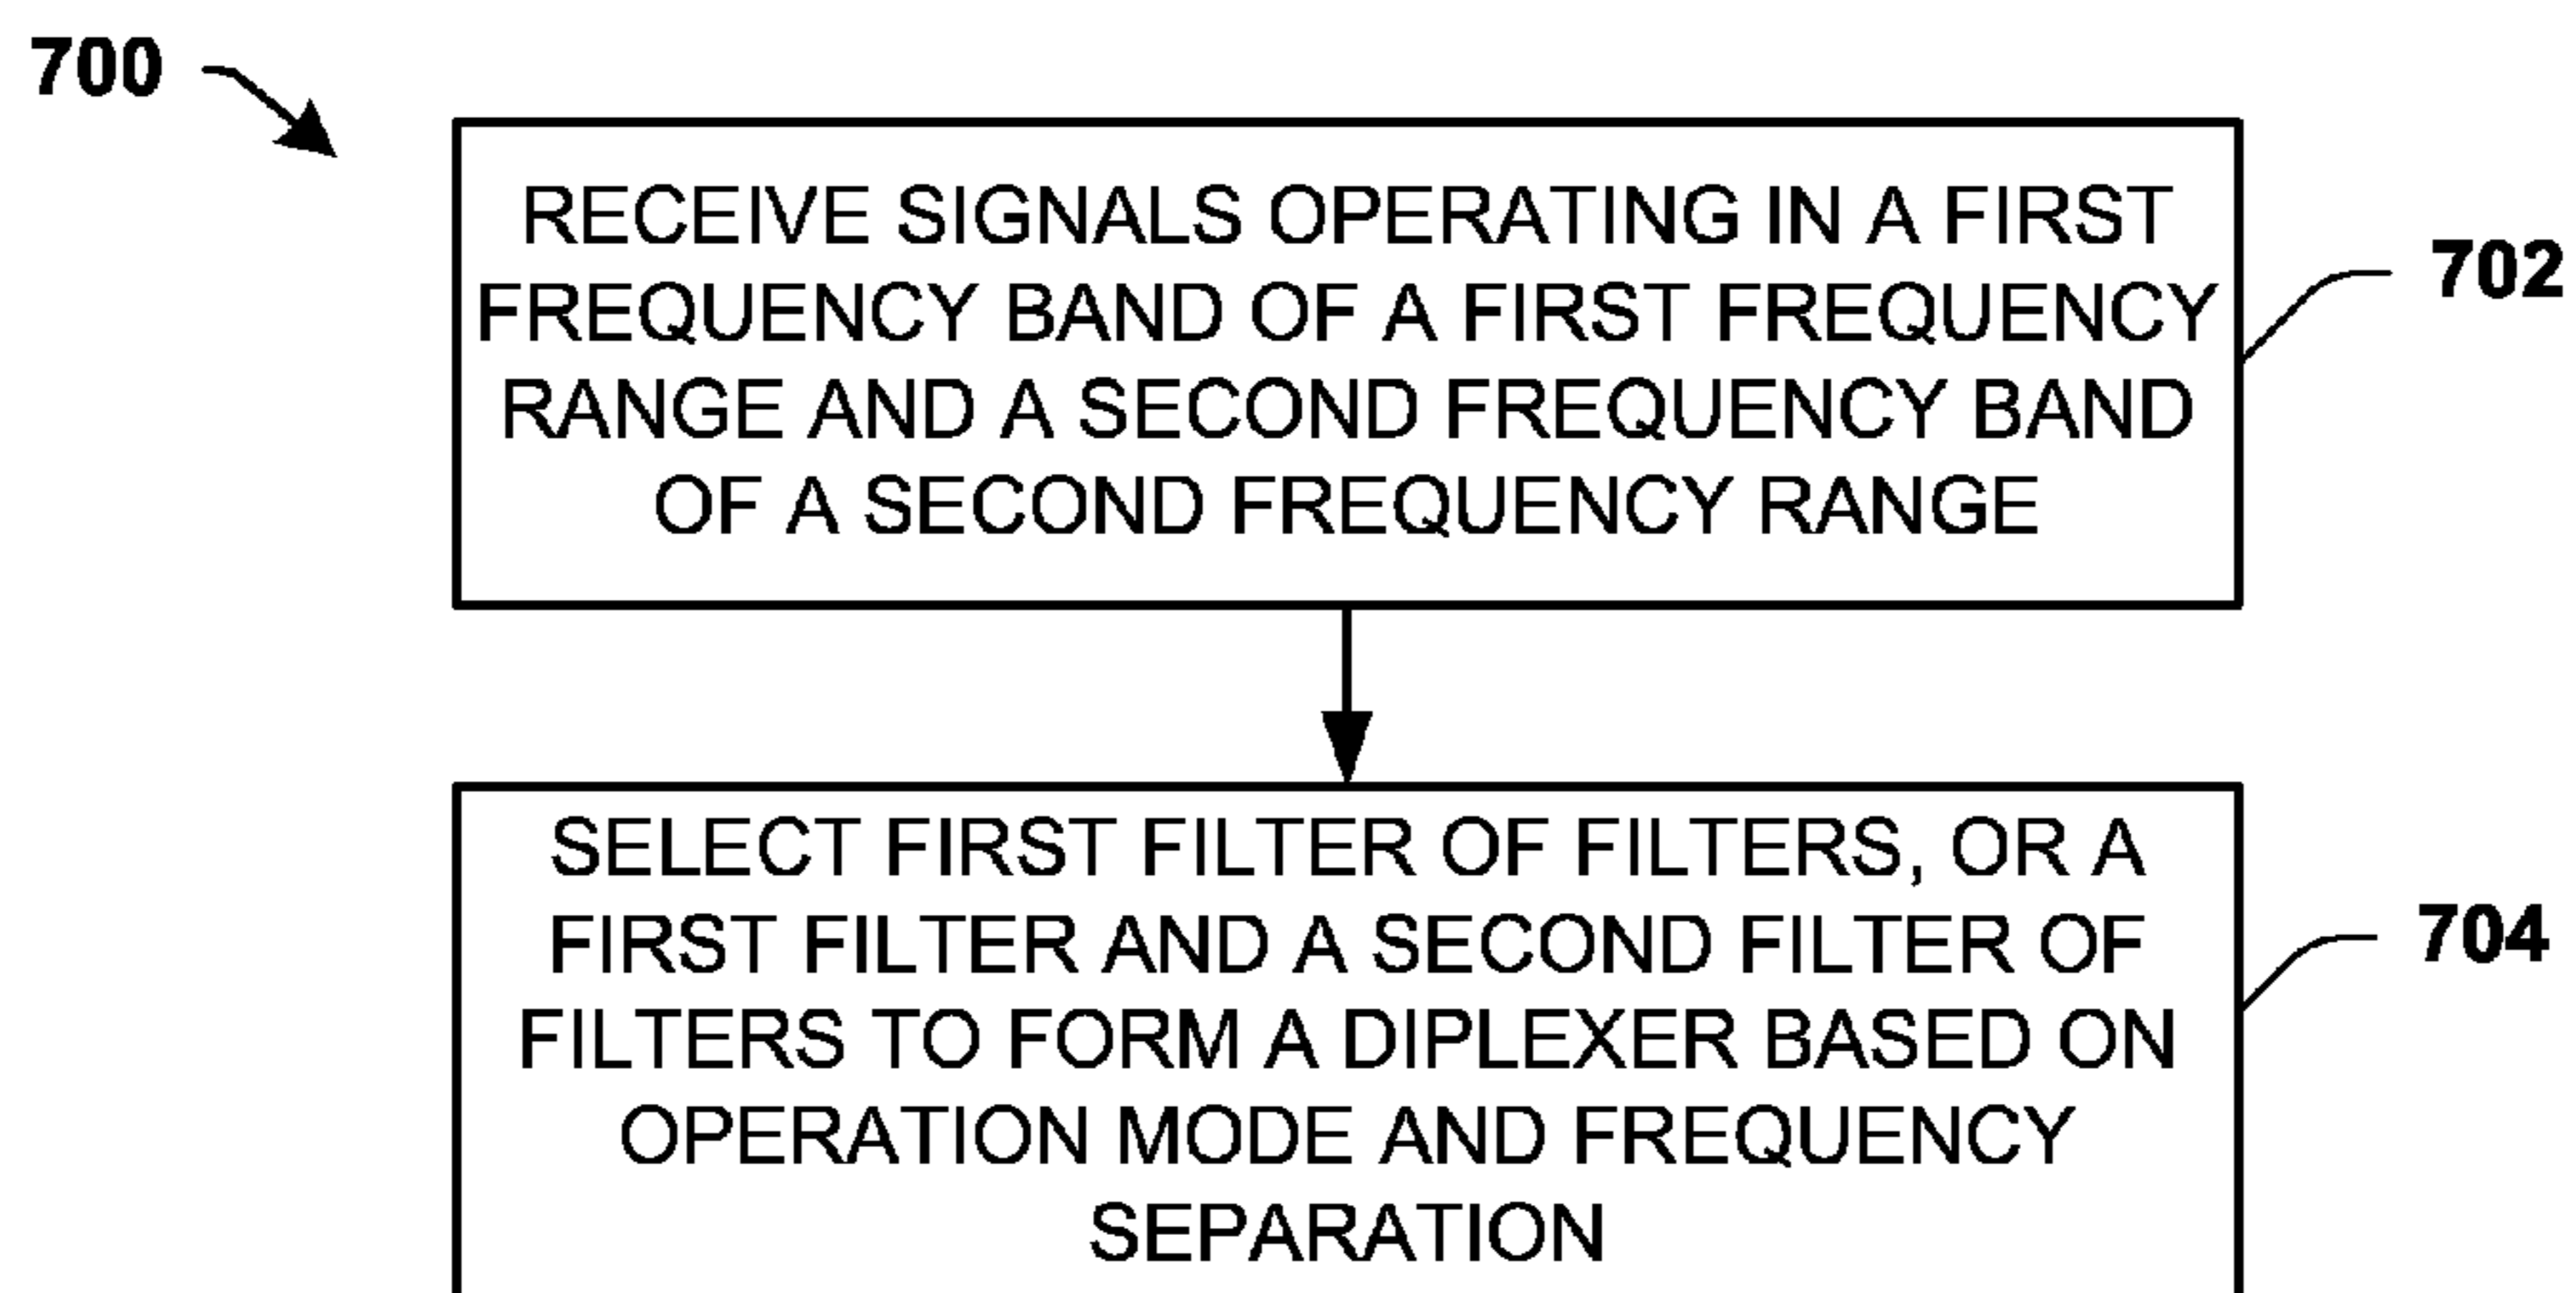 700
RECEIVE SIGNALS OPERATING IN A FIRST
FREQUENCY BAND OF A FIRST FREQUENCY
RANGE AND A SECOND FREQUENCY BAND
OF A SECOND FREQUENCY RANGE
702
SELECT FIRST FILTER OF FILTERS, OR A
FIRST FILTER AND A SECOND FILTER OF
FILTERS TO FORM A DIPLEXER BASED ON
OPERATION MODE AND FREQUENCY
SEPARATION
704